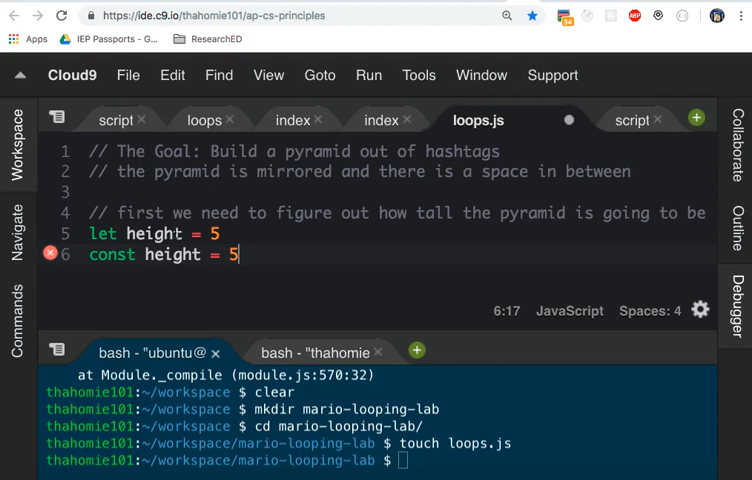 https://ide.c9.io/thahomie101/ap-cs-principles
34
ABP
Apps IEP Passports - G... ResearchED
Cloud9 File Edit Find View Goto Run Tools Window Support
script loops index index loops.js script
Workspace
Navigate
Commands
Collaborate
Outline
Debugger
1 // The Goal: Build a pyramid out of hashtags
2 // the pyramid is mirrored and there is a space in between
3
4 // first we need to figure out how tall the pyramid is going to be
5 let height = 5
6 const height = 5
6:17 JavaScript Spaces: 4
bash - "ubuntu@ bash - "thahomie
at Module._compile (module.js:570:32)
thahomie101:~/workspace $ clear
thahomie101:~/workspace $ mkdir mario-looping-lab
thahomie101:~/workspace $ cd mario-looping-lab/
thahomie101:~/workspace/mario-looping-lab $ touch loops.js
thahomie101:~/workspace/mario-looping-lab $